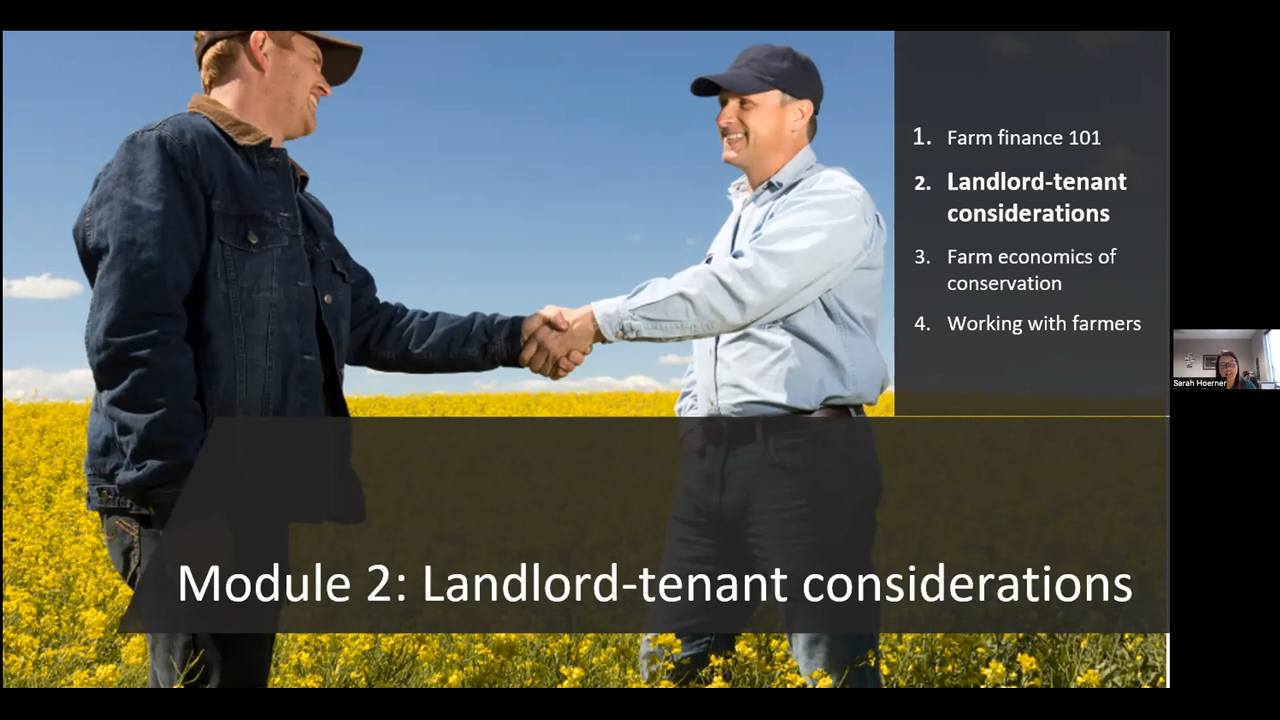 1. Farm finance 101
2. Landlord-tenant
considerations
3. Farm economics of
conservation
4. Working with farmers
Sarah Hoerner
Module 2: Landlord-tenant considerations